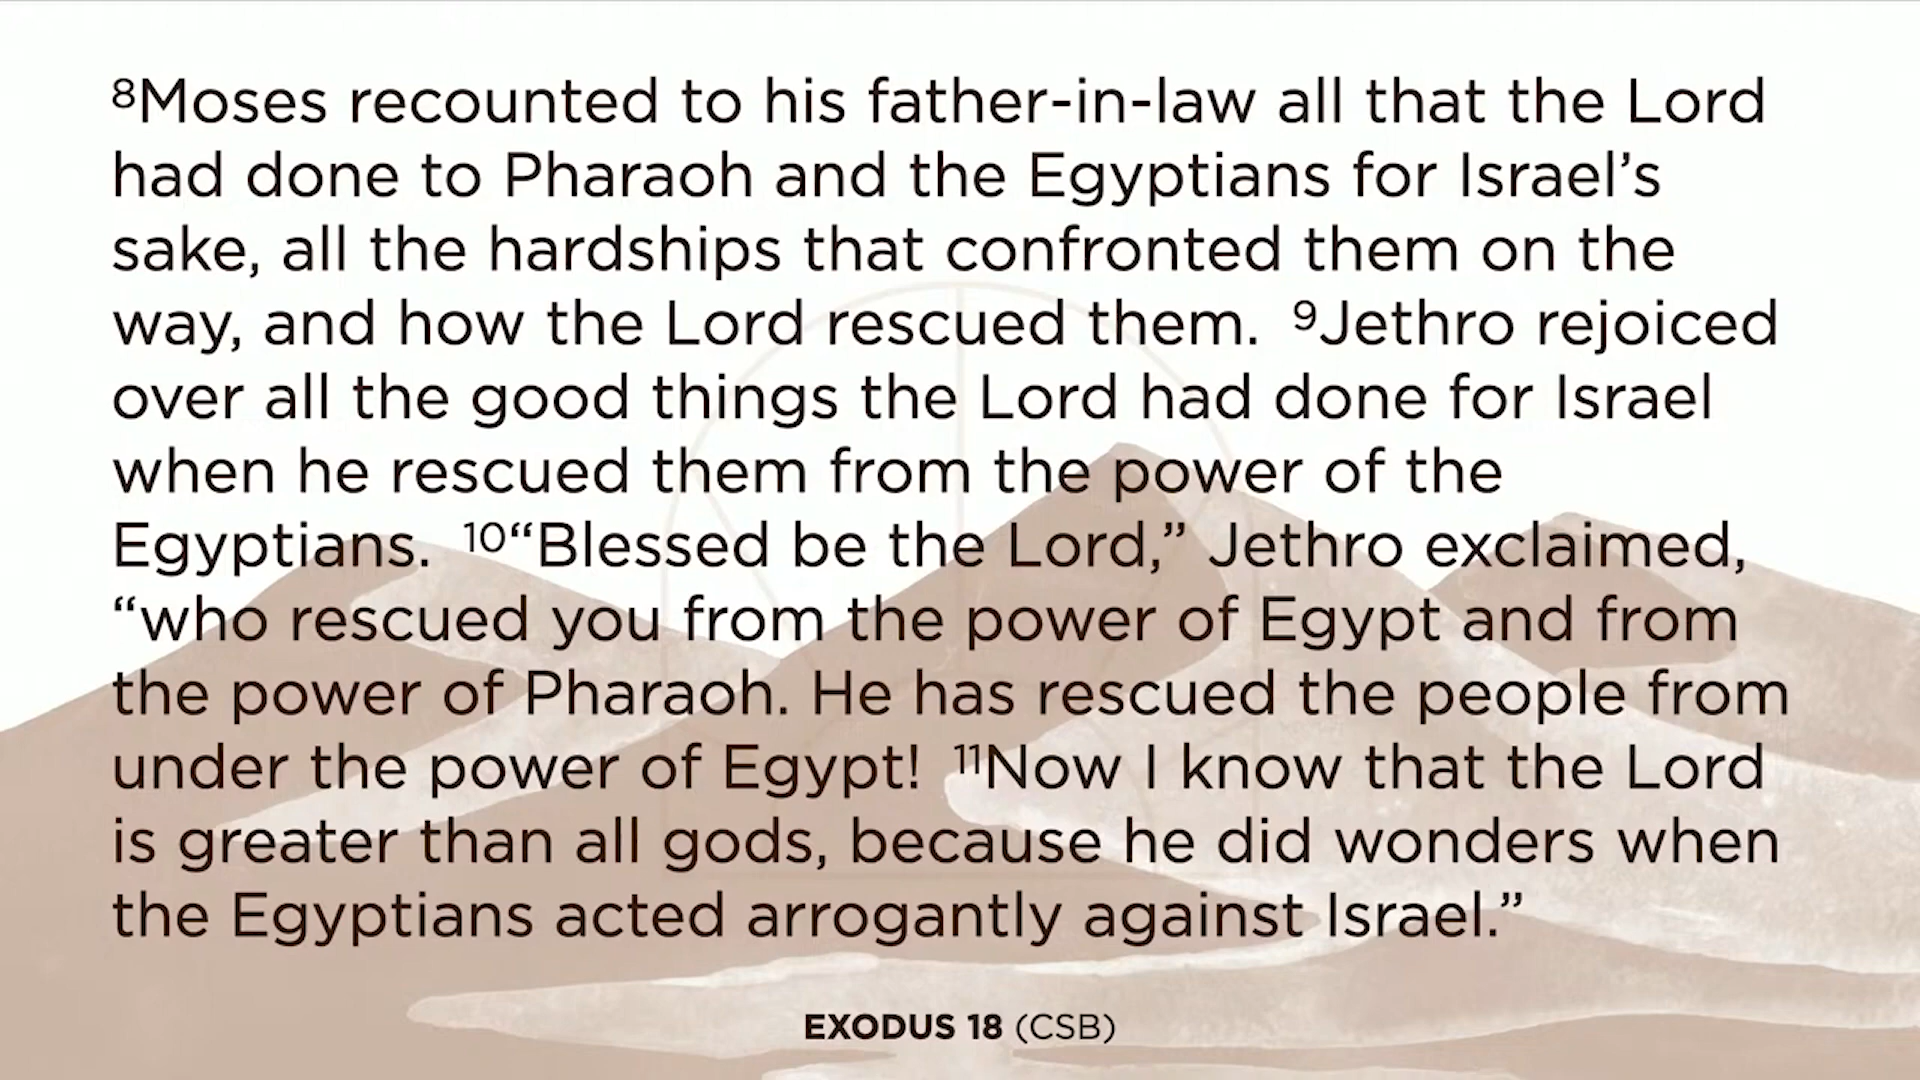 ⁸Moses recounted to his father-in-law all that the Lord
had done to Pharaoh and the Egyptians for Israel’s
sake, all the hardships that confronted them on the
way, and how the Lord rescued them. ⁹Jethro rejoiced
over all the good things the Lord had done for Israel
when he rescued them from the power of the
Egyptians. ¹⁰“Blessed be the Lord,” Jethro exclaimed,
“who rescued you from the power of Egypt and from
the power of Pharaoh. He has rescued the people from
under the power of Egypt! ¹¹Now I know that the Lord
is greater than all gods, because he did wonders when
the Egyptians acted arrogantly against Israel.”
EXODUS 18 (CSB)